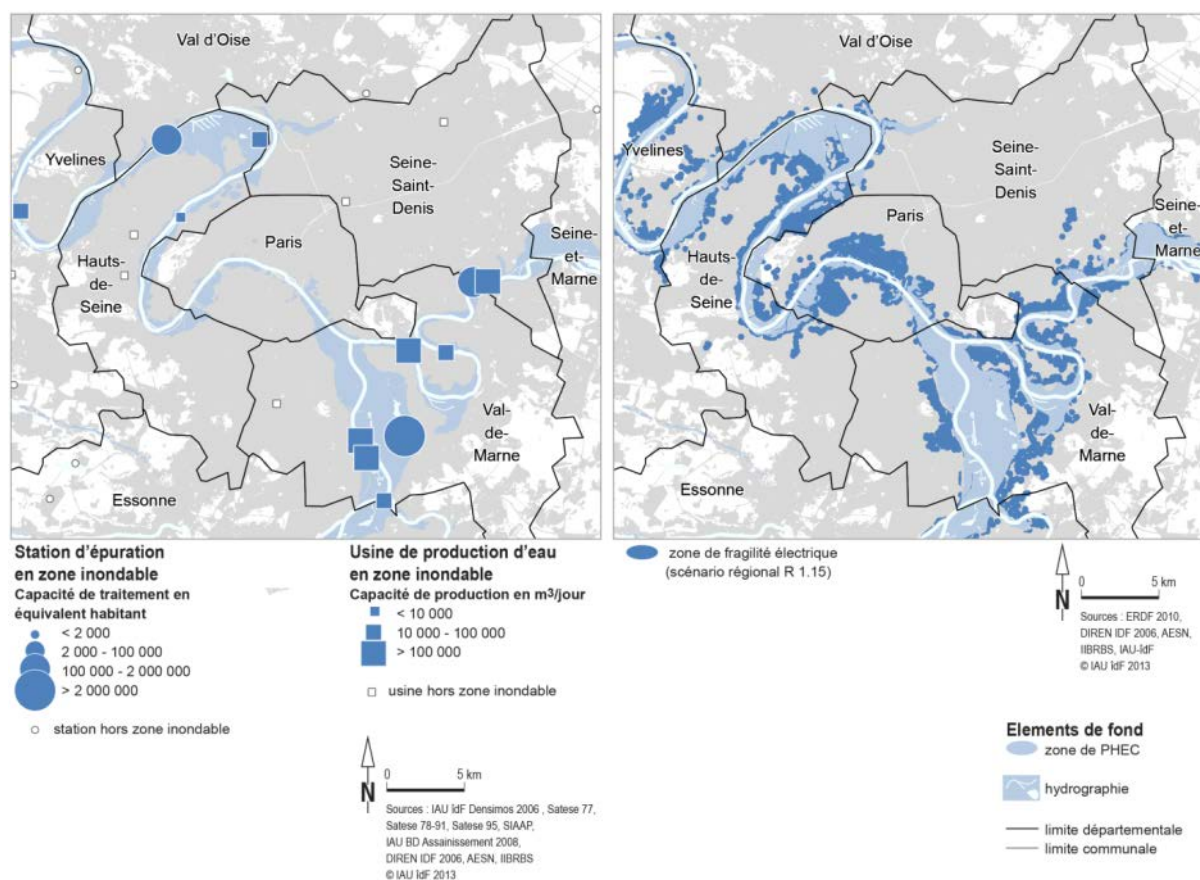 Val d'Oise
Yvelines
Seine-
Saint-
Denis
Paris
Seine-
et-
Marne
Hauts-
de-
Seine
Val-
de-
Marne
Essonne
Val d'Oise
Yvelines
Seine-
Saint-
Denis
Paris
Seine-
et-
Marne
Hauts-
de-
Seine
Val-
de-
Marne
Essonne
Station d'épuration
en zone inondable
Capacité de traitement en
équivalent habitant
< 2 000
2 000 - 100 000
100 000 - 2 000 000
> 2 000 000
station hors zone inondable
Usine de production d'eau
en zone inondable
Capacité de production en m³/jour
< 10 000
10 000 - 100 000
> 100 000
usine hors zone inondable
N
0 5 km
Sources : IAU îdF Densimos 2006 , Satese 77,
Satese 78-91, Satese 95, SIAAP,
IAU BD Assainissement 2008,
DIREN IDF 2006, AESN, IIBRBS
© IAU îdF 2013
zone de fragilité électrique
(scénario régional R 1.15)
N
0 5 km
Sources : ERDF 2010,
DIREN IDF 2006, AESN,
IIBRBS, IAU-îdF
© IAU îdF 2013
Elements de fond
zone de PHEC
hydrographie
limite départementale
limite communale